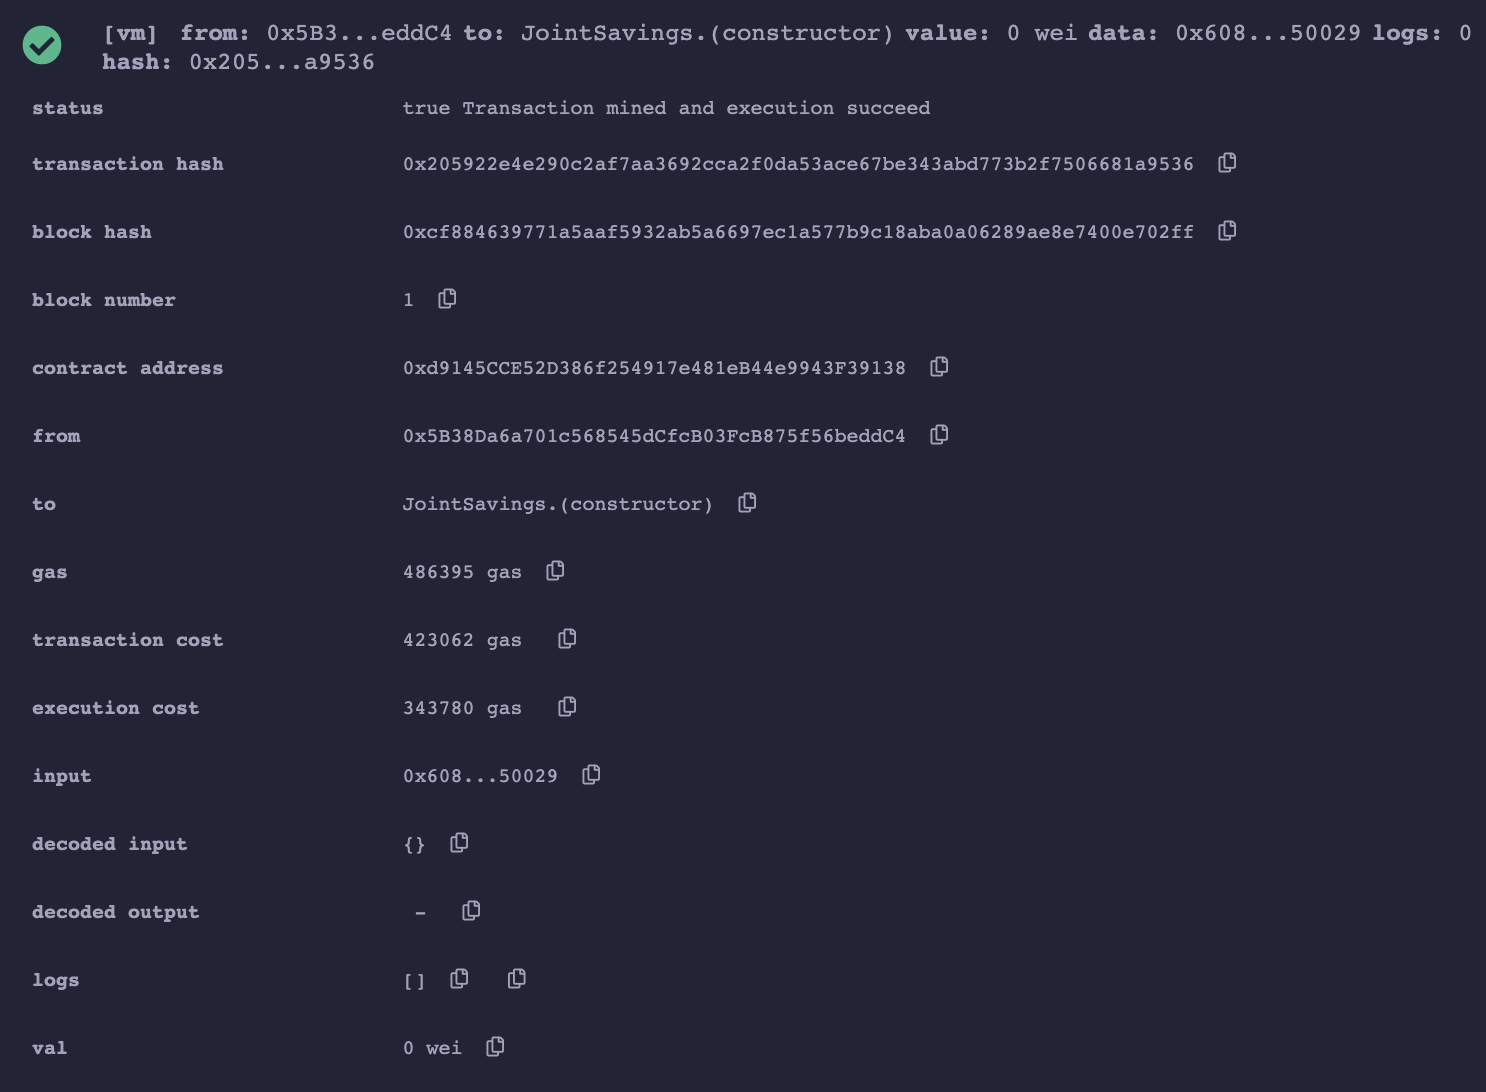 [vm] from: 0x5B3...eddC4 to: JointSavings.(constructor) value: 0 wei data: 0x608...50029 logs: 0
hash: 0x205...a9536
status true Transaction mined and execution succeed
transaction hash 0x205922e4e290c2af7aa3692cca2f0da53ace67be343abd773b2f7506681a9536
block hash 0xcf884639771a5aaf5932ab5a6697ec1a577b9c18aba0a06289ae8e7400e702ff
block number 1
contract address 0xd9145CCE52D386f254917e481eB44e9943F39138
from 0x5B38Da6a701c568545dCfcB03FcB875f56beddC4
to JointSavings.(constructor)
gas 486395 gas
transaction cost 423062 gas
execution cost 343780 gas
input 0x608...50029
decoded input {}
decoded output -
logs []
val 0 wei